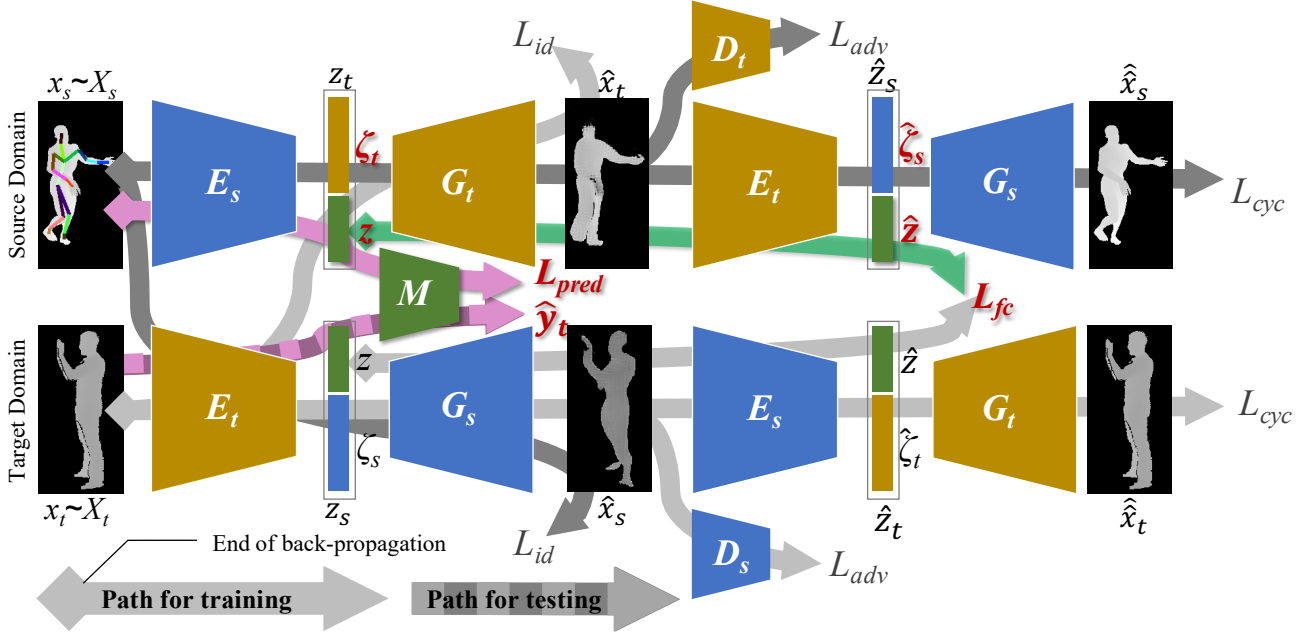 Source Domain
x_s~X_s
E_s
z_t
ζ_t
z
G_t
L_id
x̂_t
D_t
L_adv
E_t
ẑ_s
ζ̂_s
ẑ
G_s
x̂̂_s
L_cyc
M
L_pred
ŷ_t
L_fc
Target Domain
x_t~X_t
E_t
z
ζ_s
z_s
G_s
x̂_s
L_id
E_s
D_s
L_adv
ẑ
ζ̂_t
ẑ_t
G_t
x̂̂_t
L_cyc
End of back-propagation
Path for training
Path for testing